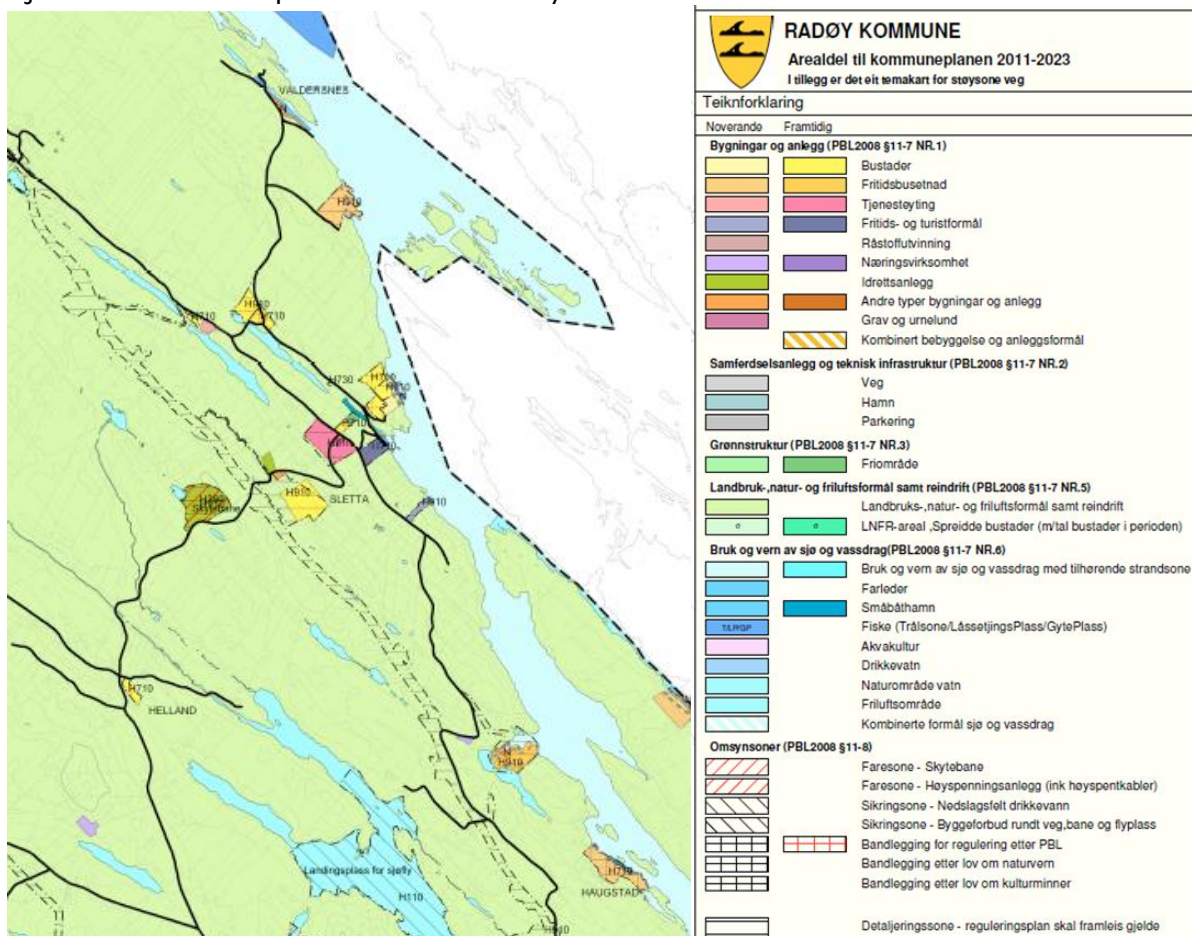 VALDERSNES
H910
H910
H710
H710
H730
H910
SLETTA
H910
Skytebane
H710
HELLAND
H910
Landingsplass for sjøfly
H110
HAUGSTAD
RADØY KOMMUNE
Arealdel til kommuneplanen 2011-2023
I tillegg er det eit temakart for støysone veg
Teiknforklaring
Noverande Framtidig
Bygningar og anlegg (PBL2008 §11-7 NR.1)
Bustader
Fritidsbusetnad
Tjenesteyting
Fritids- og turistformål
Råstoffutvinning
Næringsvirksomhet
Idrettsanlegg
Andre typer bygningar og anlegg
Grav og urnelund
Kombinert bebyggelse og anleggsformål
Samferdselsanlegg og teknisk infrastruktur (PBL2008 §11-7 NR.2)
Veg
Hamn
Parkering
Grønnstruktur (PBL2008 §11-7 NR.3)
Friområde
Landbruk-,natur- og friluftsformål samt reindrift (PBL2008 §11-7 NR.5)
Landbruks-,natur- og friluftsformål samt reindrift
LNFR-areal ,Spreidde bustader (m/tal bustader i perioden)
Bruk og vern av sjø og vassdrag(PBL2008 §11-7 NR.6)
Bruk og vern av sjø og vassdrag med tilhørende strandsone
Farleder
Småbåthamn
Fiske (Trålsone/LåssetjingsPlass/GytePlass)
Akvakultur
Drikkevatn
Naturområde vatn
Friluftsområde
Kombinerte formål sjø og vassdrag
Omsynsoner (PBL2008 §11-8)
Faresone - Skytebane
Faresone - Høyspenningsanlegg (ink høyspentkabler)
Sikringsone - Nedslagsfelt drikkevann
Sikringsone - Byggeforbud rundt veg,bane og flyplass
Bandlegging for regulering etter PBL
Bandlegging etter lov om naturvern
Bandlegging etter lov om kulturminner
Detaljeringssone - reguleringsplan skal framleis gjelde